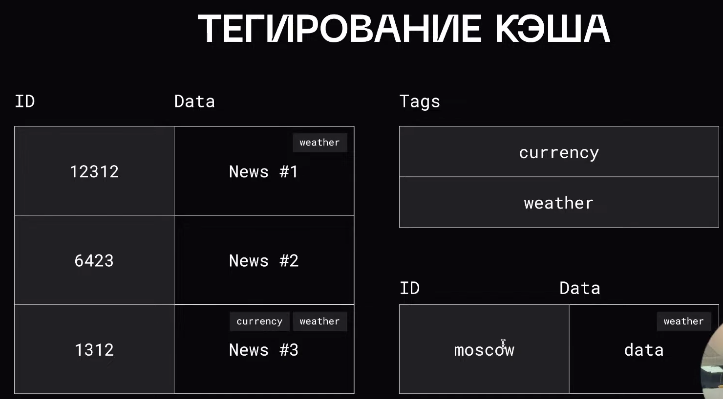 ТЕГИРОВАНИЕ КЭША
ID Data
weather
12312 News #1
6423 News #2
currency weather
1312 News #3
Tags
currency
weather
ID Data
weather
moscow data